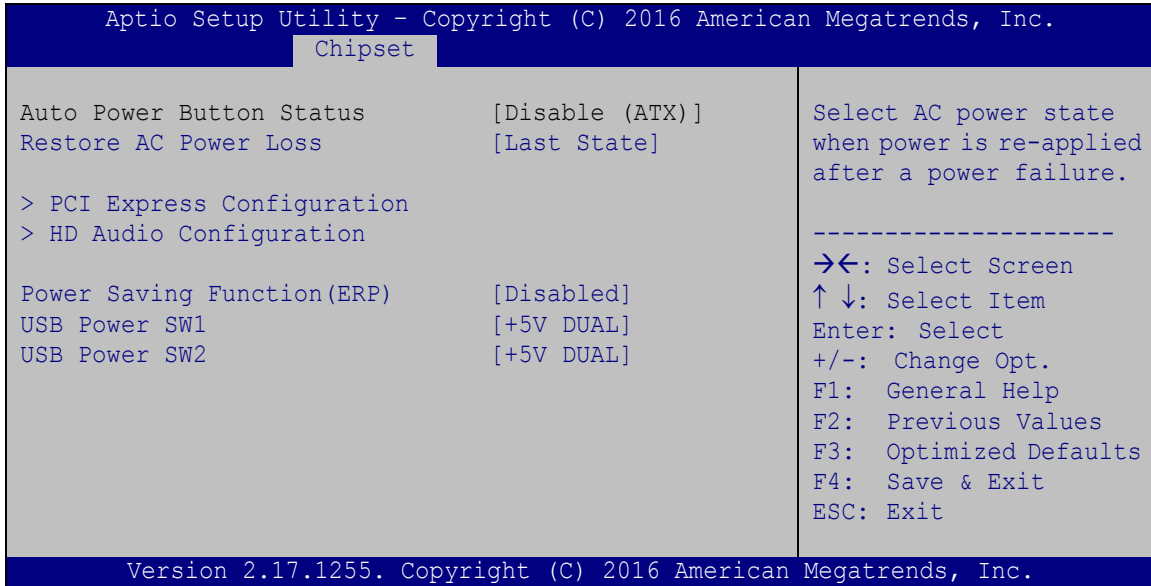 Aptio Setup Utility – Copyright (C) 2016 American Megatrends, Inc.
Chipset
Auto Power Button Status [Disable (ATX)]
Restore AC Power Loss [Last State]
> PCI Express Configuration
> HD Audio Configuration
Power Saving Function(ERP) [Disabled]
USB Power SW1 [+5V DUAL]
USB Power SW2 [+5V DUAL]
Select AC power state
when power is re-applied
after a power failure.
---------------------
→←: Select Screen
↑ ↓: Select Item
Enter: Select
+/-: Change Opt.
F1: General Help
F2: Previous Values
F3: Optimized Defaults
F4: Save & Exit
ESC: Exit
Version 2.17.1255. Copyright (C) 2016 American Megatrends, Inc.